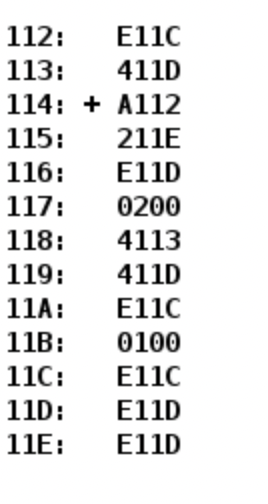 112: E11C
113: 411D
114: + A112
115: 211E
116: E11D
117: 0200
118: 4113
119: 411D
11A: E11C
11B: 0100
11C: E11C
11D: E11D
11E: E11D